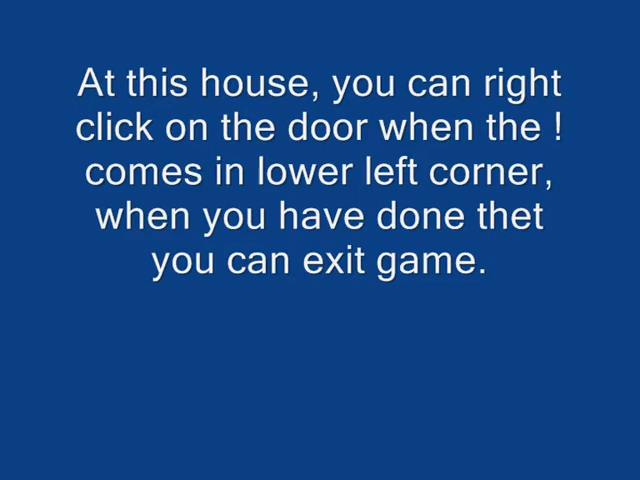 At this house, you can right
click on the door when the !
comes in lower left corner,
when you have done thet
you can exit game.